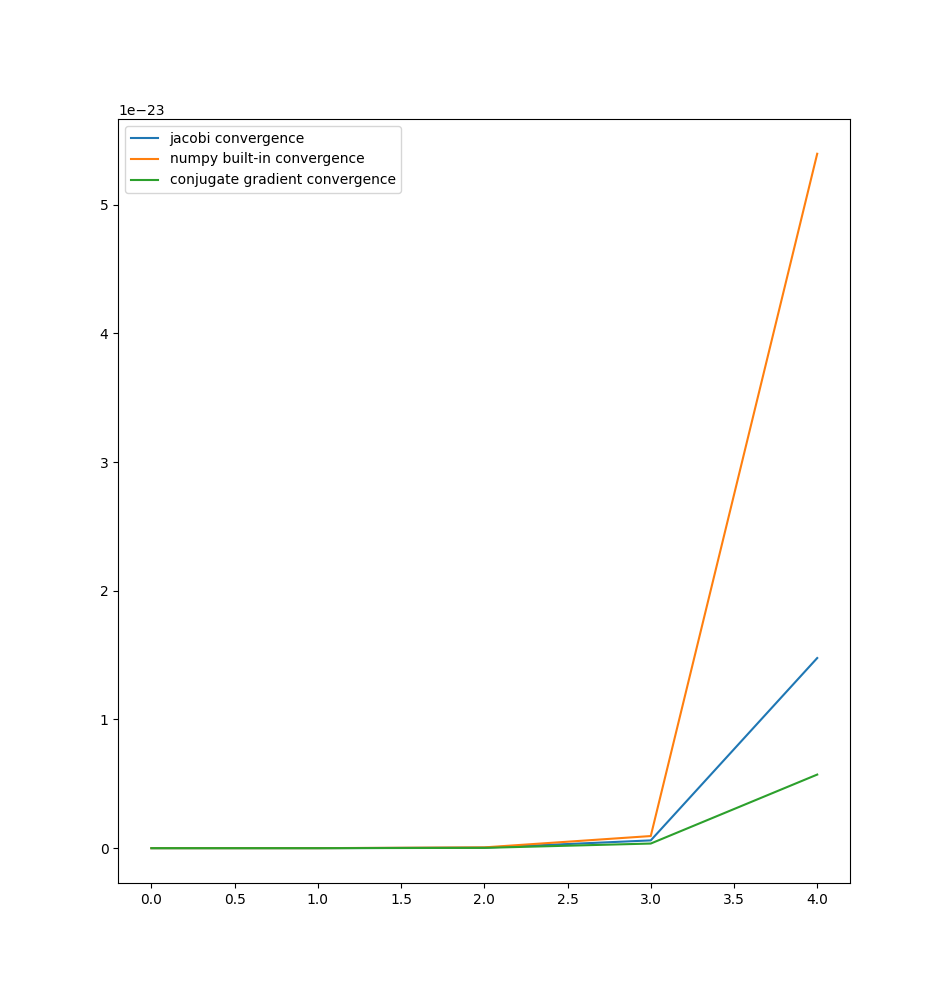 1e−23
jacobi convergence
numpy built-in convergence
conjugate gradient convergence
5
4
3
2
1
0
0.0 0.5 1.0 1.5 2.0 2.5 3.0 3.5 4.0